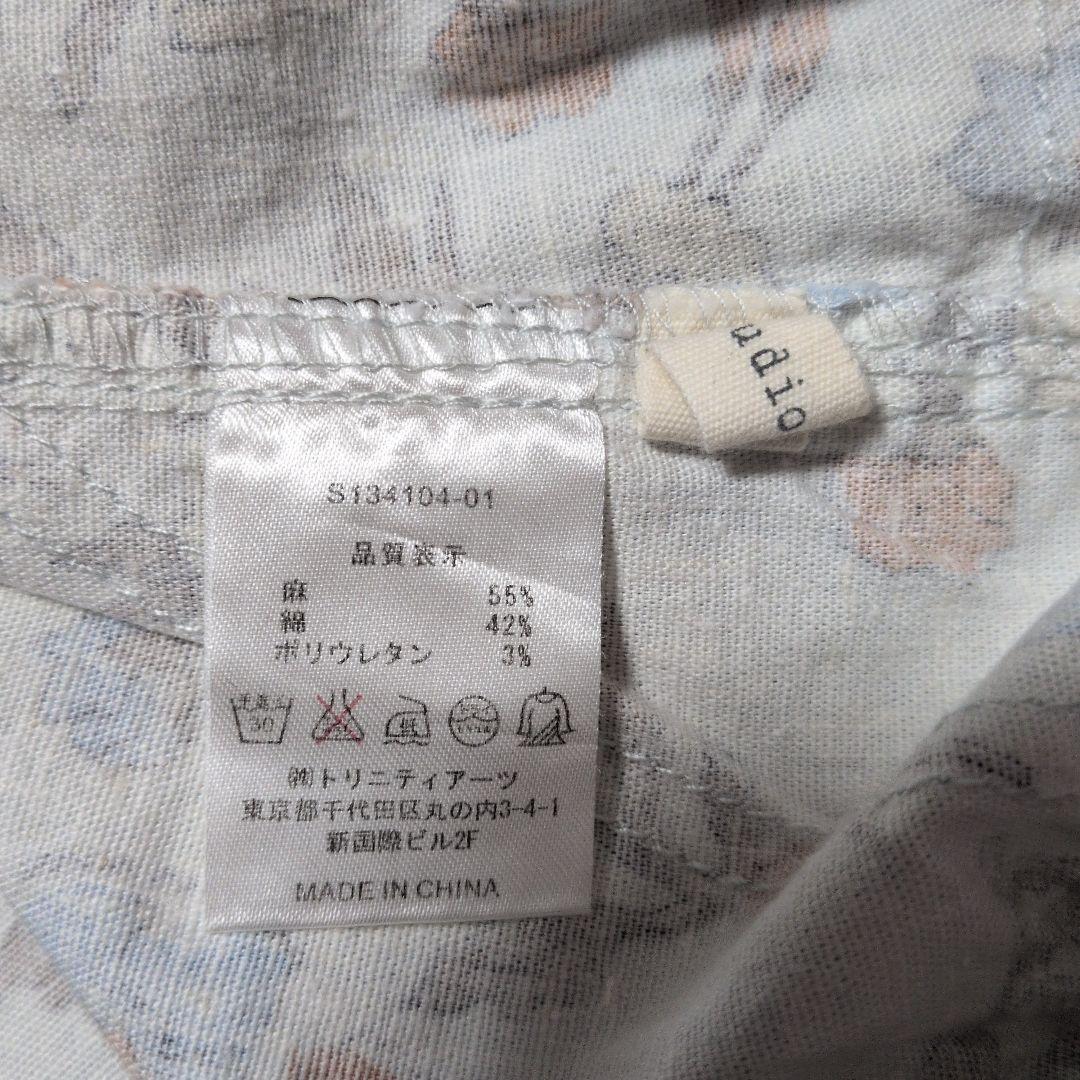 udio
S134104-01
品質表示
麻 55%
綿 42%
ポリウレタン 3%
30
㈱トリニティアーツ
東京都千代田区丸の内3-4-1
新国際ビル2F
MADE IN CHINA